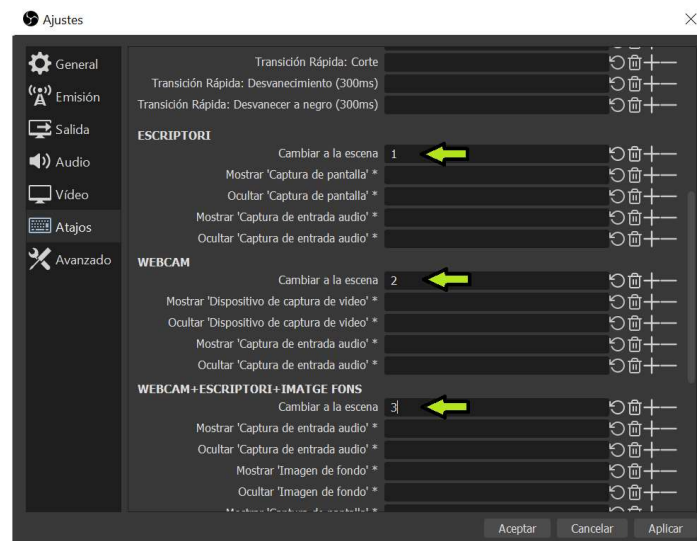 Ajustes
General
Emisión
Salida
Audio
Vídeo
Atajos
Avanzado
Transición Rápida: Corte
Transición Rápida: Desvanecimiento (300ms)
Transición Rápida: Desvanecer a negro (300ms)
ESCRIPTORI
Cambiar a la escena 1
Mostrar 'Captura de pantalla' *
Ocultar 'Captura de pantalla' *
Mostrar 'Captura de entrada audio' *
Ocultar 'Captura de entrada audio' *
WEBCAM
Cambiar a la escena 2
Mostrar 'Dispositivo de captura de video' *
Ocultar 'Dispositivo de captura de video' *
Mostrar 'Captura de entrada audio' *
Ocultar 'Captura de entrada audio' *
WEBCAM+ESCRIPTORI+IMATGE FONS
Cambiar a la escena 3
Mostrar 'Captura de entrada audio' *
Ocultar 'Captura de entrada audio' *
Mostrar 'Imagen de fondo' *
Ocultar 'Imagen de fondo' *
Aceptar Cancelar Aplicar